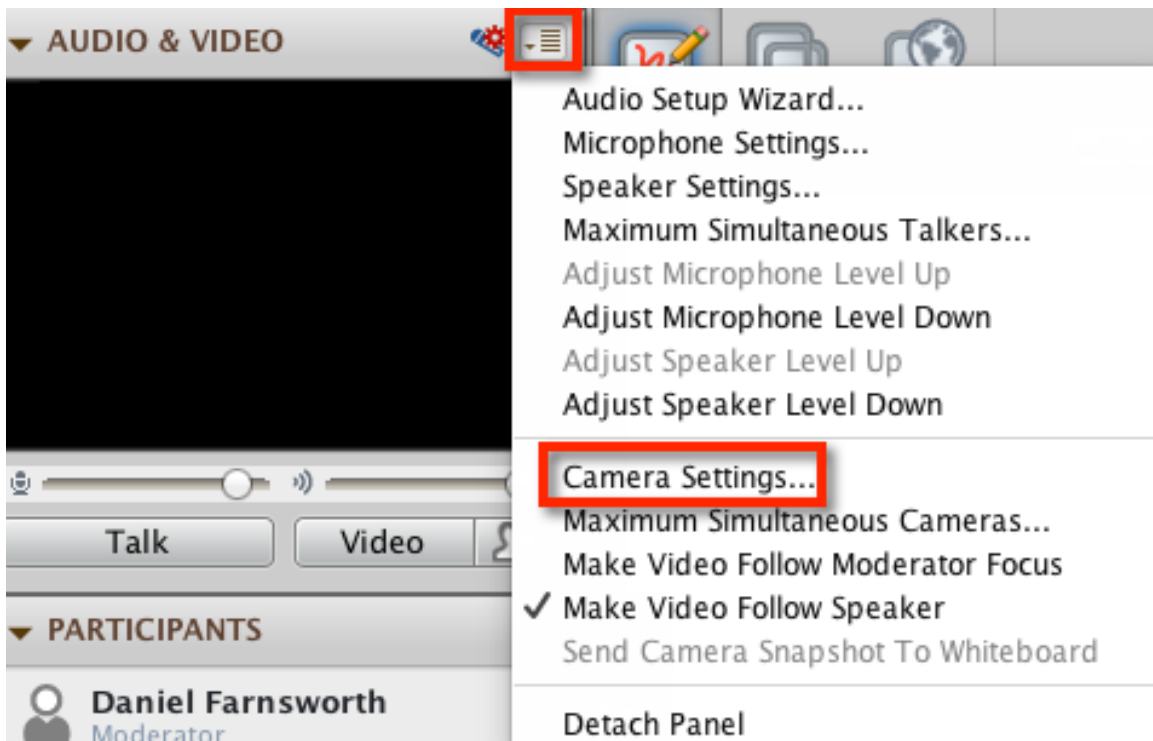 AUDIO & VIDEO
Audio Setup Wizard...
Microphone Settings...
Speaker Settings...
Maximum Simultaneous Talkers...
Adjust Microphone Level Up
Adjust Microphone Level Down
Adjust Speaker Level Up
Adjust Speaker Level Down
Camera Settings...
Maximum Simultaneous Cameras...
Make Video Follow Moderator Focus
Make Video Follow Speaker
Send Camera Snapshot To Whiteboard
Detach Panel
Talk
Video
PARTICIPANTS
Daniel Farnsworth
Moderator